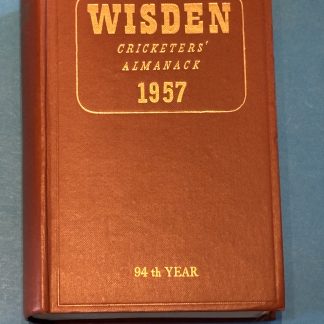 WISDEN
CRICKETERS'
ALMANACK
1957
94 th YEAR